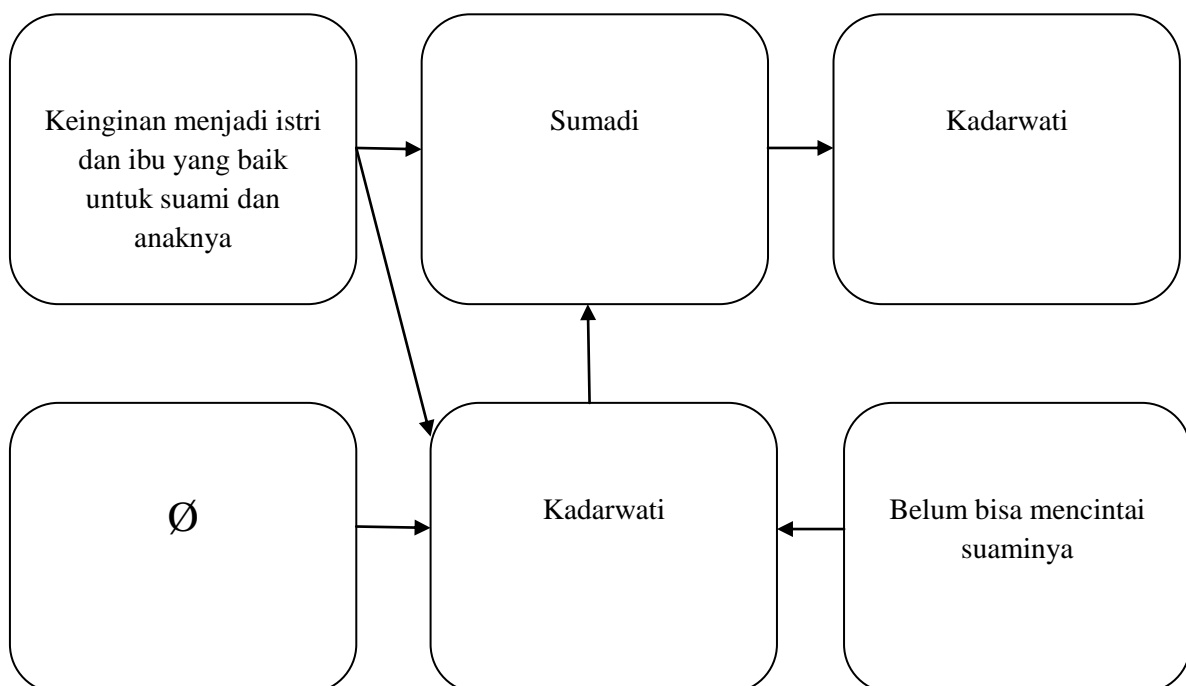 Keinginan menjadi istri
dan ibu yang baik
untuk suami dan
anaknya
Sumadi
Kadarwati
Ø
Kadarwati
Belum bisa mencintai
suaminya